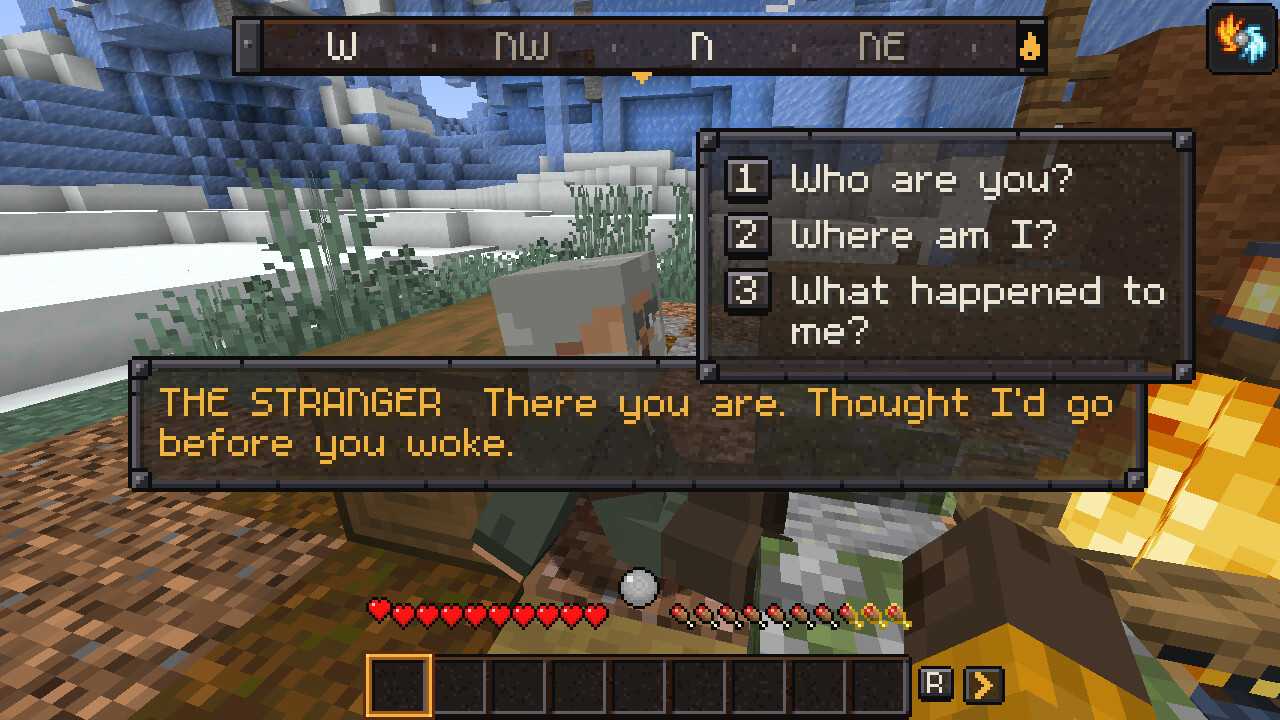 W NW N NE
1 Who are you?
2 Where am I?
3 What happened to
me?
THE STRANGER There you are. Thought I'd go
before you woke.
R